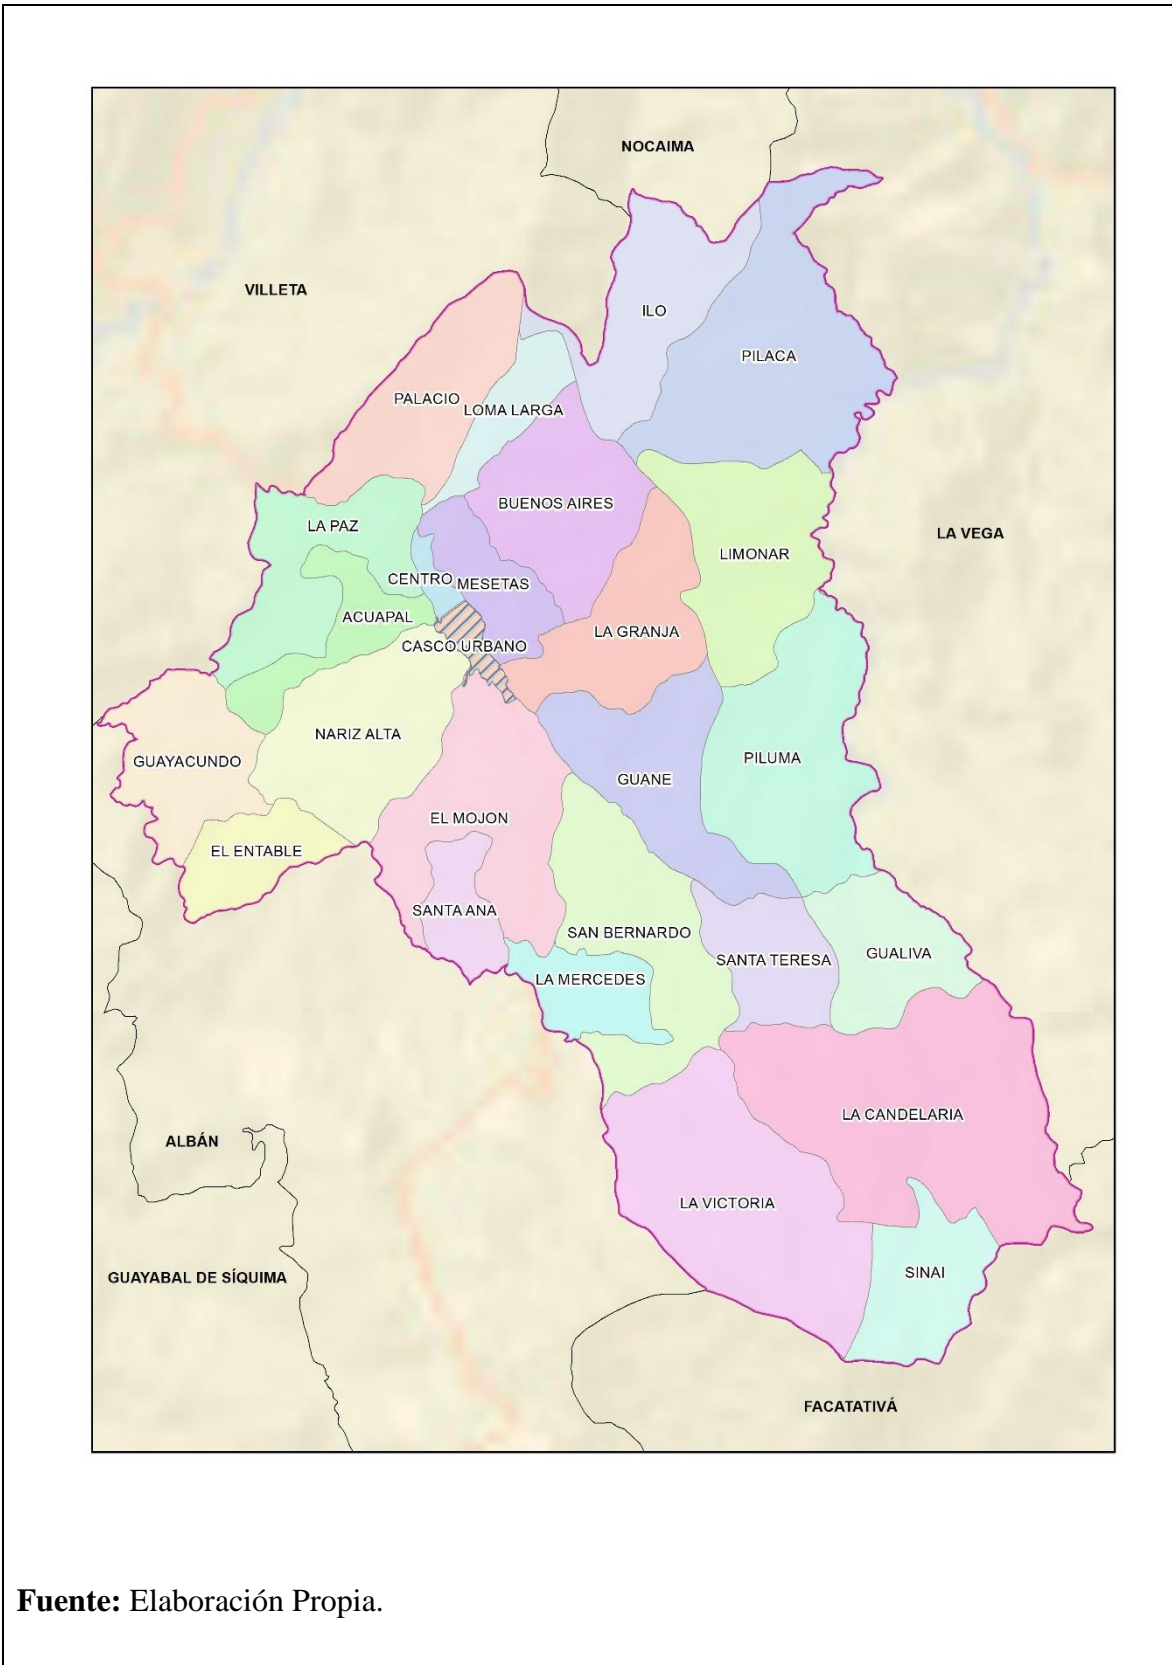 NOCAIMA
VILLETA
ILO
PILACA
PALACIO
LOMA LARGA
BUENOS AIRES
LA PAZ
LA VEGA
LIMONAR
CENTRO
MESETAS
ACUAPAL
LA GRANJA
CASCO URBANO
NARIZ ALTA
GUAYACUNDO
PILUMA
GUANE
EL MOJON
EL ENTABLE
SANTA ANA
SAN BERNARDO
GUALIVA
SANTA TERESA
LA MERCEDES
LA CANDELARIA
ALBÁN
LA VICTORIA
SINAI
GUAYABAL DE SÍQUIMA
FACATATIVÁ
Fuente: Elaboración Propia.